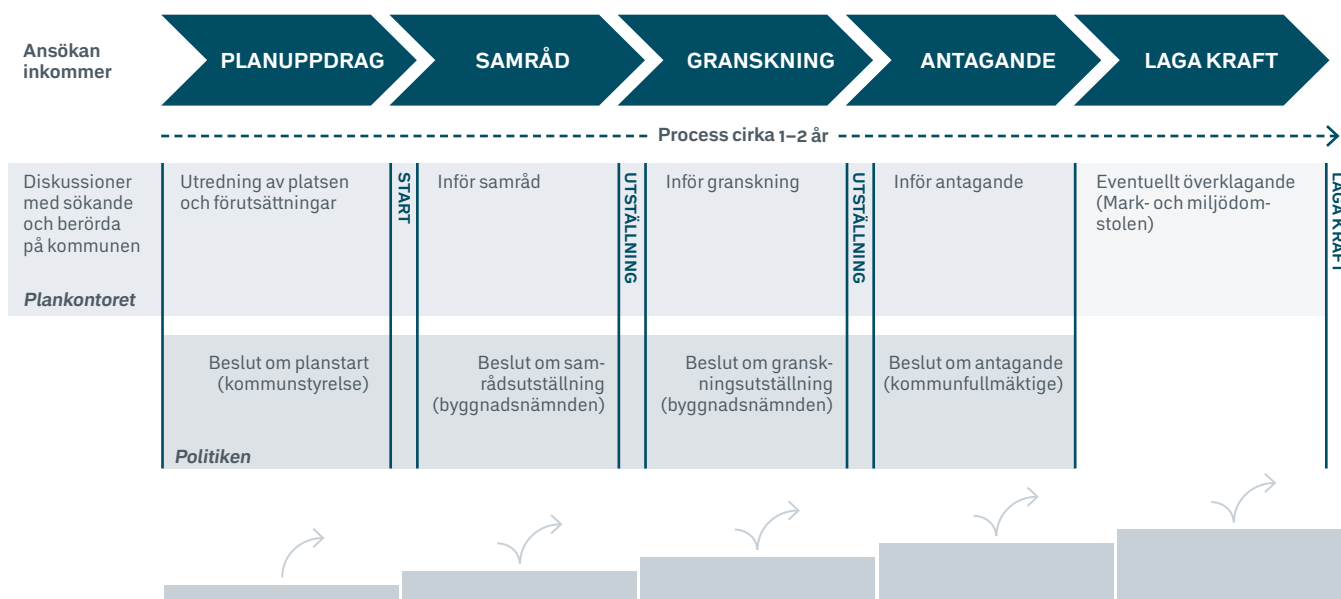 Ansökan
inkommer
PLANUPPDRAG
SAMRÅD
GRANSKNING
ANTAGANDE
LAGA KRAFT
Process cirka 1–2 år
Diskussioner
med sökande
och berörda
på kommunen
Plankontoret
Utredning av platsen
och förutsättningar
START
Inför samråd
UTSTÄLLNING
Inför granskning
UTSTÄLLNING
Inför antagande
Eventuellt överklagande
(Mark- och miljödom-
stolen)
LAGA KRAFT
Beslut om planstart
(kommunstyrelse)
Politiken
Beslut om sam-
rådsutställning
(byggnadsnämnden)
Beslut om gransk-
ningsutställning
(byggnadsnämnden)
Beslut om antagande
(kommunfullmäktige)